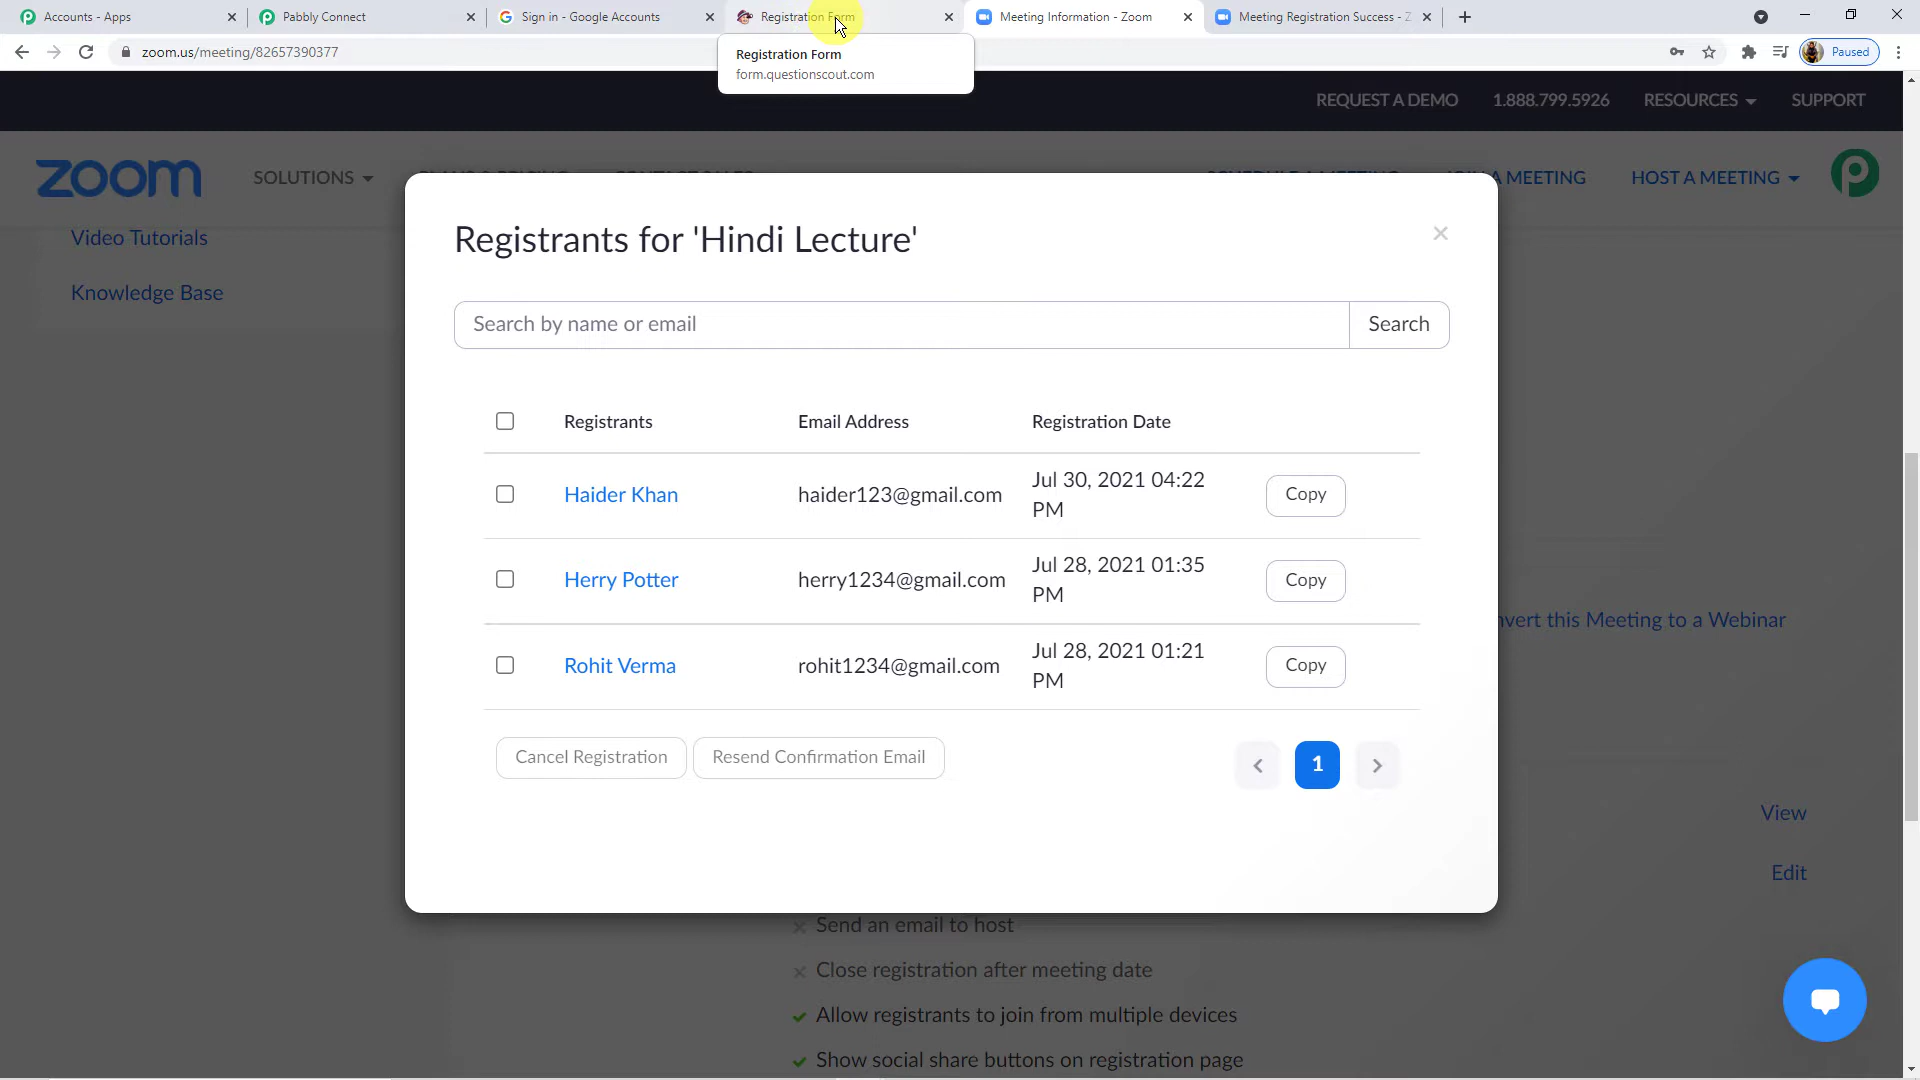 Accounts - Apps
Pabbly Connect
Sign in - Google Accounts
Registration Form
Meeting Information - Zoom
Meeting Registration Success - Z
zoom.us/meeting/82657390377
Paused
Registration Form
form.questionscout.com
REQUEST A DEMO
1.888.799.5926
RESOURCES
SUPPORT
zoom
SOLUTIONS
A MEETING
HOST A MEETING
Video Tutorials
Knowledge Base
Registrants for 'Hindi Lecture'
Search by name or email
Search
Registrants
Email Address
Registration Date
Haider Khan
haider123@gmail.com
Jul 30, 2021 04:22
PM
Copy
Herry Potter
herry1234@gmail.com
Jul 28, 2021 01:35
PM
Copy
Rohit Verma
rohit1234@gmail.com
Jul 28, 2021 01:21
PM
Copy
Cancel Registration
Resend Confirmation Email
1
nvert this Meeting to a Webinar
View
Edit
Send an email to host
Close registration after meeting date
Allow registrants to join from multiple devices
Show social share buttons on registration page